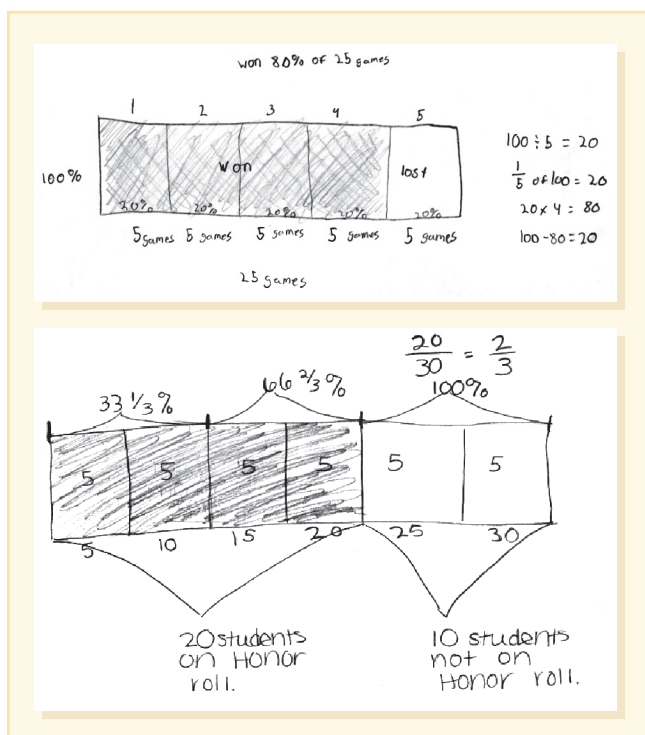 won 80% of 25 games
1 2 3 4 5
100 ÷ 5 = 20
won
lost
1/5 of 100 = 20
100%
20% 20% 20% 20% 20%
20 x 4 = 80
5 games 5 games 5 games 5 games 5 games
100-80=20
25 games
20/30 = 2/3
33 1/3 % 66 2/3 % 100%
5 5 5 5 5 5
5 10 15 20 25 30
20 students
on Honor
roll.
10 students
not on
Honor roll.